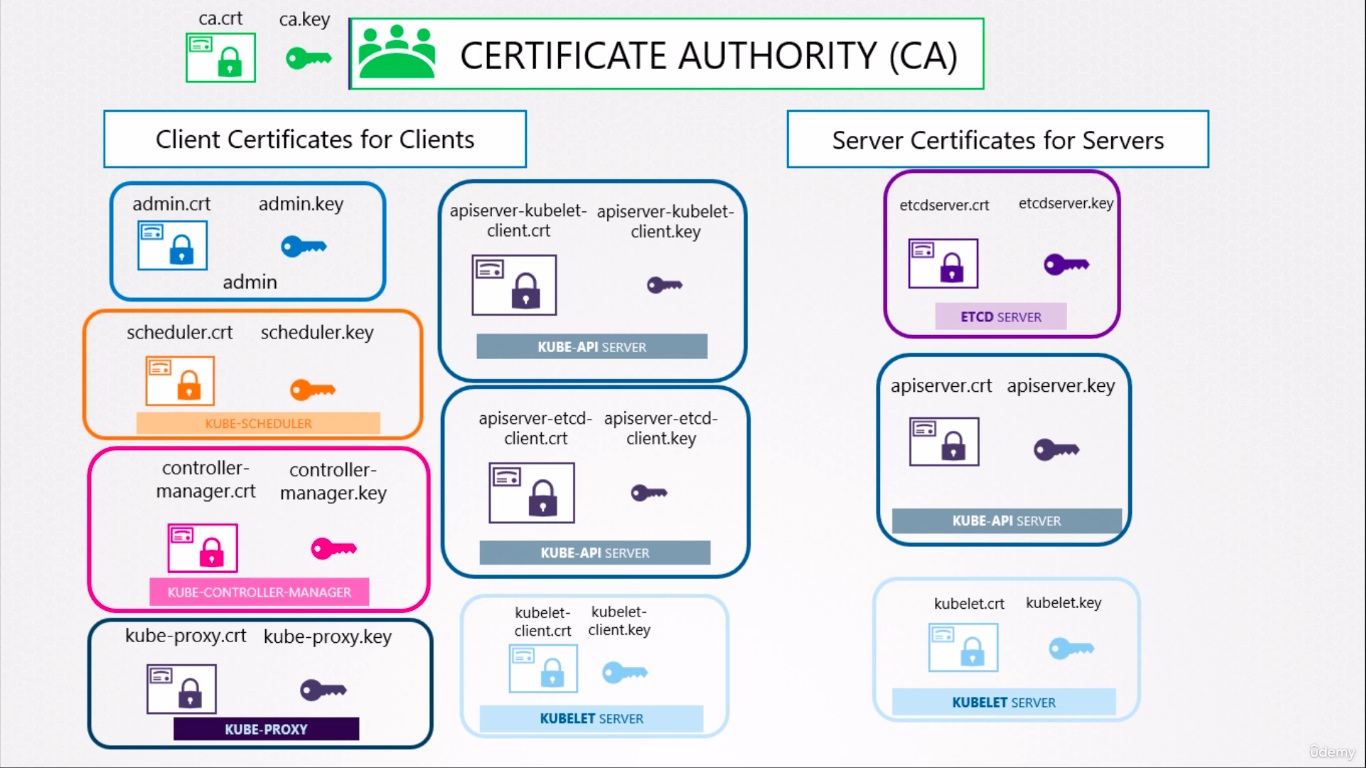 ca.crt
ca.key
CERTIFICATE AUTHORITY (CA)
Client Certificates for Clients
admin.crt
admin.key
admin
scheduler.crt
scheduler.key
KUBE-SCHEDULER
controller-
manager.crt
controller-
manager.key
KUBE-CONTROLLER-MANAGER
kube-proxy.crt
kube-proxy.key
KUBE-PROXY
apiserver-kubelet-
client.crt
apiserver-kubelet-
client.key
KUBE-API SERVER
apiserver-etcd-
client.crt
apiserver-etcd-
client.key
KUBE-API SERVER
kubelet-
client.crt
kubelet-
client.key
KUBELET SERVER
Server Certificates for Servers
etcdserver.crt
etcdserver.key
ETCD SERVER
apiserver.crt
apiserver.key
KUBE-API SERVER
kubelet.crt
kubelet.key
KUBELET SERVER
ûdemy